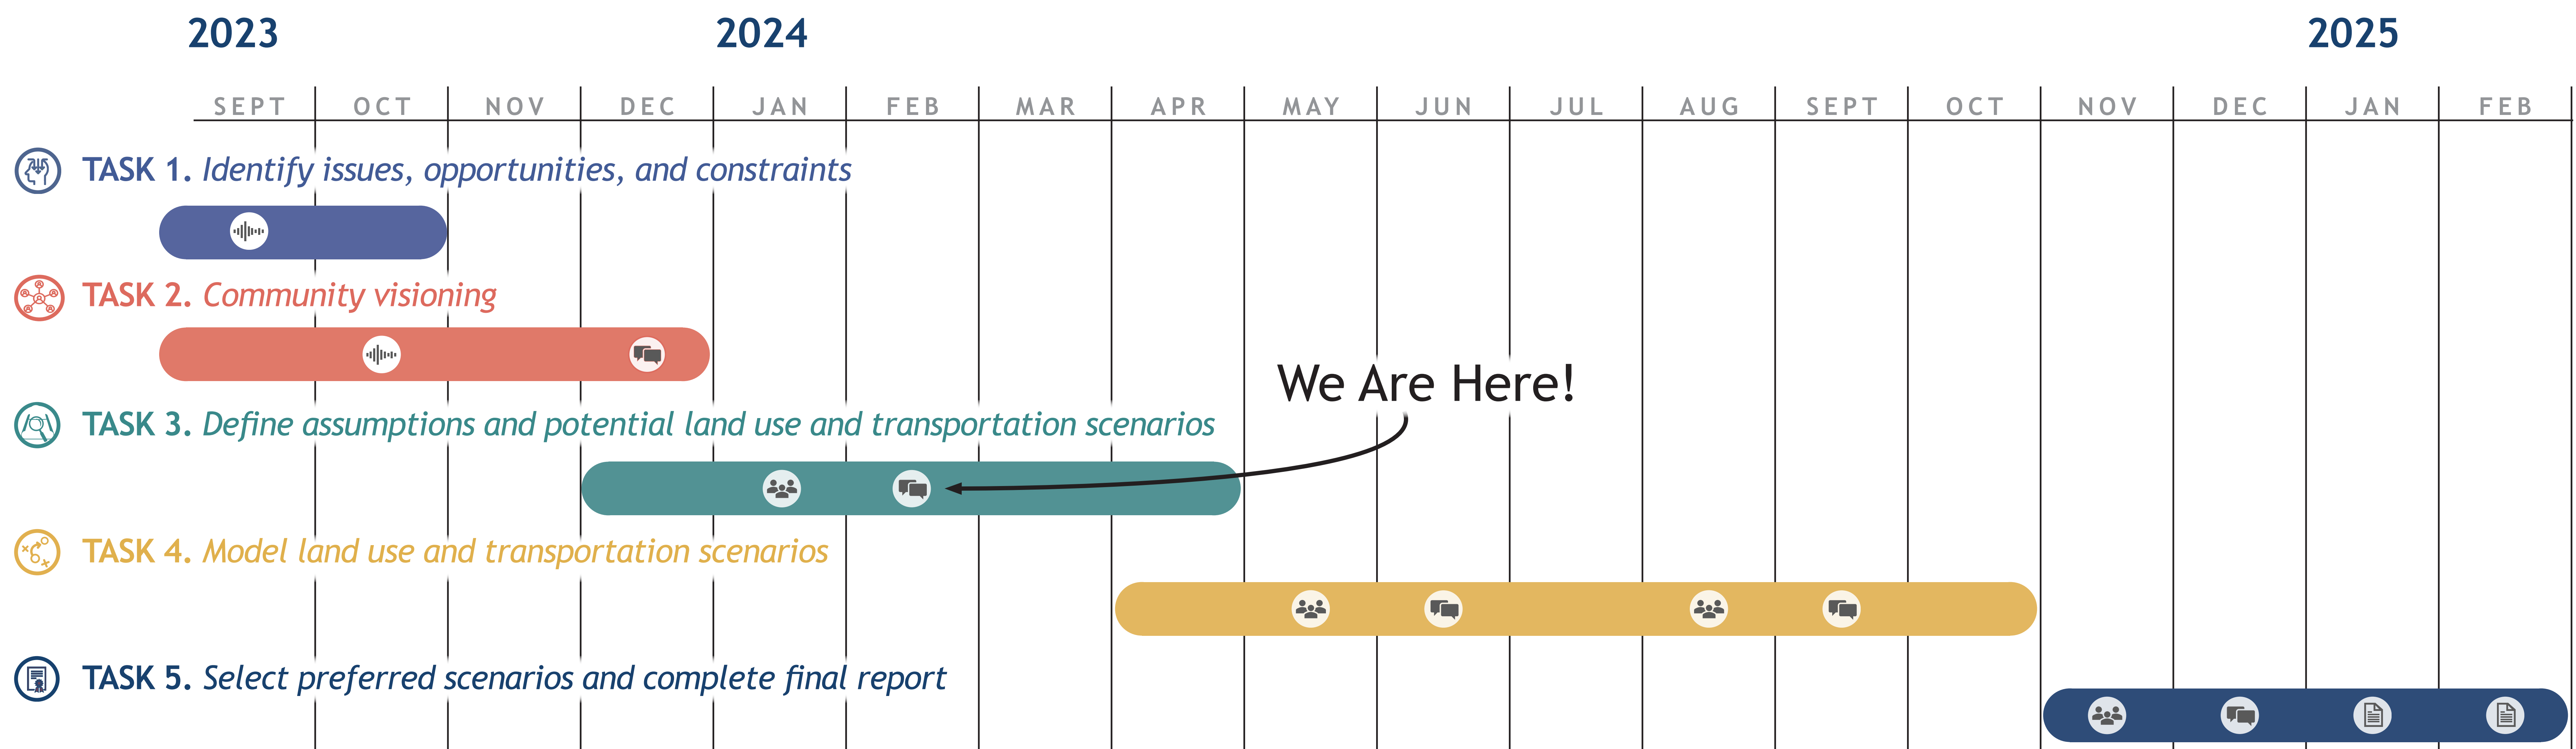 2023 2024 2025
SEPT OCT NOV DEC JAN FEB MAR APR MAY JUN JUL AUG SEPT OCT NOV DEC JAN FEB
TASK 1. Identify issues, opportunities, and constraints
TASK 2. Community visioning
We Are Here!
TASK 3. Define assumptions and potential land use and transportation scenarios
TASK 4. Model land use and transportation scenarios
TASK 5. Select preferred scenarios and complete final report